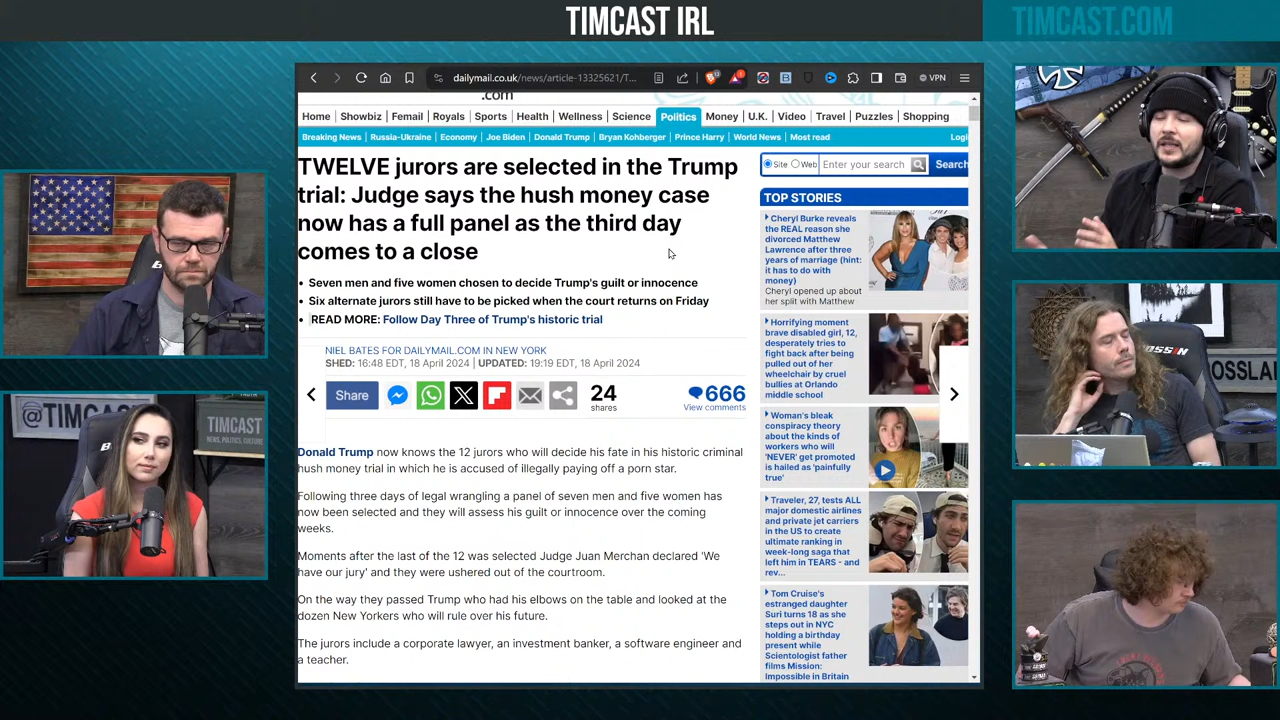 TIMCAST IRL
TIMCAST.COM
dailymail.co.uk/news/article-13325621/T...
VPN
.com
Home Showbiz Femail Royals Sports Health Wellness Science Politics Money U.K. Video Travel Puzzles Shopping
Breaking News Russia-Ukraine Economy Joe Biden Donald Trump Bryan Kohberger Prince Harry World News Most read Logi
TWELVE jurors are selected in the Trump
trial: Judge says the hush money case
now has a full panel as the third day
comes to a close
• Seven men and five women chosen to decide Trump's guilt or innocence
• Six alternate jurors still have to be picked when the court returns on Friday
• READ MORE: Follow Day Three of Trump's historic trial
NIEL BATES FOR DAILYMAIL.COM IN NEW YORK
SHED: 16:48 EDT, 18 April 2024 | UPDATED: 19:19 EDT, 18 April 2024
Share
24
shares
666
View comments
Donald Trump now knows the 12 jurors who will decide his fate in his historic criminal
hush money trial in which he is accused of illegally paying off a porn star.
Following three days of legal wrangling a panel of seven men and five women has
now been selected and they will assess his guilt or innocence over the coming
weeks.
Moments after the last of the 12 was selected Judge Juan Merchan declared 'We
have our jury' and they were ushered out of the courtroom.
On the way they passed Trump who had his elbows on the table and looked at the
dozen New Yorkers who will rule over his future.
The jurors include a corporate lawyer, an investment banker, a software engineer and
a teacher.
Site Web Enter your search Search
TOP STORIES
Cheryl Burke reveals
the REAL reason she
divorced Matthew
Lawrence after three
years of marriage (hint:
it has to do with
money)
Cheryl opened up about
her split with Matthew
Horrifying moment
brave disabled girl, 12,
desperately tries to
fight back after being
pulled out of her
wheelchair by cruel
bullies at Orlando
middle school
Woman's bleak
conspiracy theory
about the kinds of
workers who will
'NEVER' get promoted
is hailed as 'painfully
true'
Traveler, 27, tests ALL
major domestic airlines
and private jet carriers
in the US to create
ultimate ranking in
week-long saga that
left him in TEARS - and
rev...
Tom Cruise's
estranged daughter
Suri turns 18 as she
steps out in NYC
holding a birthday
present while
Scientologist father
films Mission:
Impossible in Britain
@TIMCAST
TIMCAST
NEWS, POLITICS, CULTURE